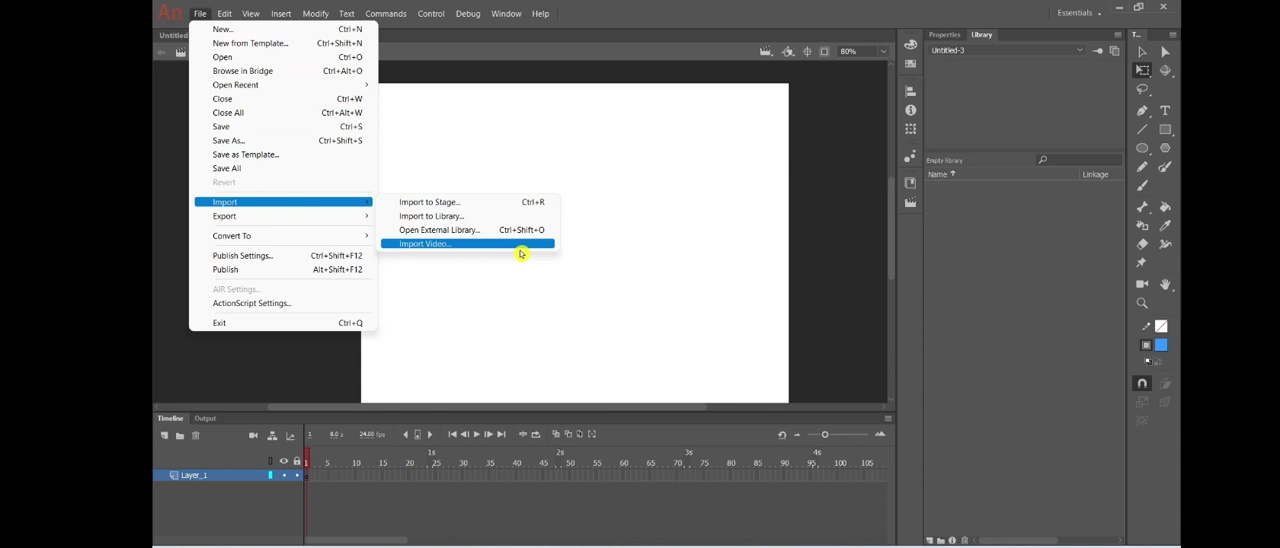 An File Edit View Insert Modify Text Commands Control Debug Window Help Essentials
Untitled
80%
New... Ctrl+N
New from Template... Ctrl+Shift+N
Open Ctrl+O
Browse in Bridge Ctrl+Alt+O
Open Recent
Close Ctrl+W
Close All Ctrl+Alt+W
Save Ctrl+S
Save As... Ctrl+Shift+S
Save as Template...
Save All
Revert
Import
Export
Convert To
Publish Settings... Ctrl+Shift+F12
Publish Alt+Shift+F12
AIR Settings...
ActionScript Settings...
Exit Ctrl+Q
Import to Stage... Ctrl+R
Import to Library...
Open External Library... Ctrl+Shift+O
Import Video...
Properties Library
Untitled-3
Empty library
Name Linkage
T...
Timeline Output
1 8.0 s 24.00 fps
1s 2s 3s 4s
1 5 10 15 20 25 30 35 40 45 50 55 60 65 70 75 80 85 90 95 100 105
Layer_1